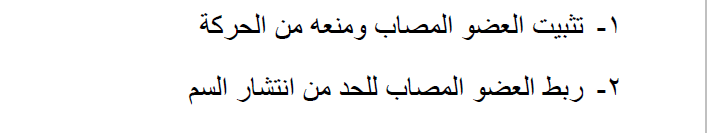 ١- تثبيت العضو المصاب ومنعه من الحركة
٢- ربط العضو المصاب للحد من انتشار السم